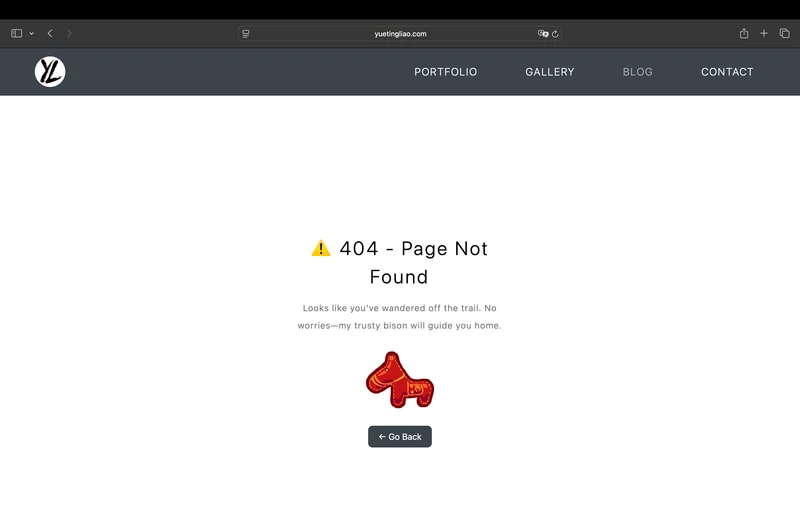 yuetingliao.com
YL
PORTFOLIO GALLERY BLOG CONTACT
⚠️ 404 - Page Not
Found
Looks like you've wandered off the trail. No
worries—my trusty bison will guide you home.
← Go Back